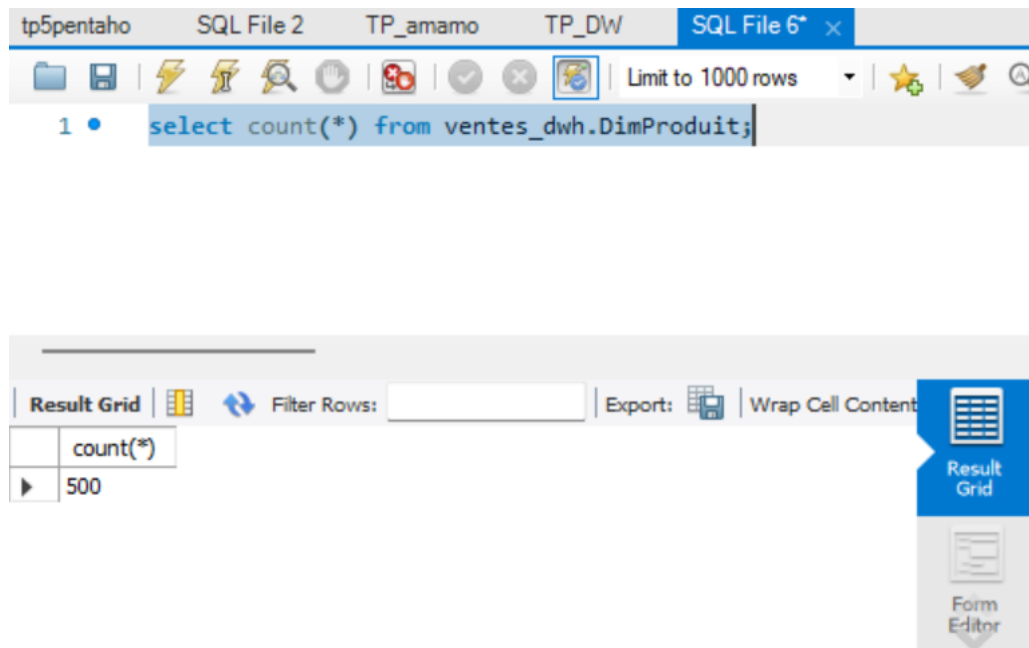 tp5pentaho SQL File 2 TP_amamo TP_DW SQL File 6*
Limit to 1000 rows
1 select count(*) from ventes_dwh.DimProduit;
Result Grid Filter Rows: Export: Wrap Cell Content
count(*)
500
Result
Grid
Form
Editor